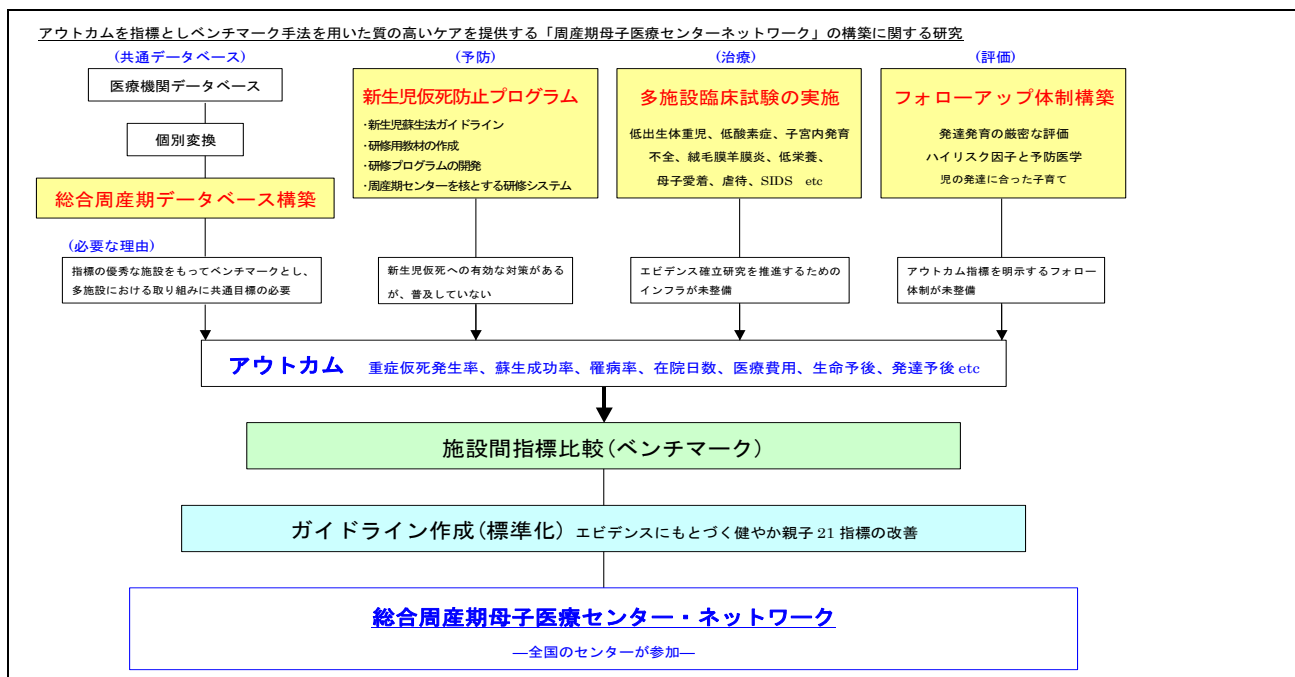 アウトカムを指標としベンチマーク手法を用いた質の高いケアを提供する「周産期母子医療センターネットワーク」の構築に関する研究
(共通データベース)
医療機関データベース
個別変換
総合周産期データベース構築
(必要な理由)
指標の優秀な施設をもってベンチマークとし、
多施設における取り組みに共通目標の必要
(予防)
新生児仮死防止プログラム
・新生児蘇生法ガイドライン
・研修用教材の作成
・研修プログラムの開発
・周産期センターを核とする研修システム
新生児仮死への有効な対策がある
が、普及していない
(治療)
多施設臨床試験の実施
低出生体重児、低酸素症、子宮内発育
不全、絨毛膜羊膜炎、低栄養、
母子愛着、虐待、SIDS etc
エビデンス確立研究を推進するための
インフラが未整備
(評価)
フォローアップ体制構築
発達発育の厳密な評価
ハイリスク因子と予防医学
児の発達に合った子育て
アウトカム指標を明示するフォロー
体制が未整備
アウトカム 重症仮死発生率、蘇生成功率、罹病率、在院日数、医療費用、生命予後、発達予後 etc
施設間指標比較(ベンチマーク)
ガイドライン作成(標準化) エビデンスにもとづく健やか親子 21 指標の改善
総合周産期母子医療センター・ネットワーク
―全国のセンターが参加―